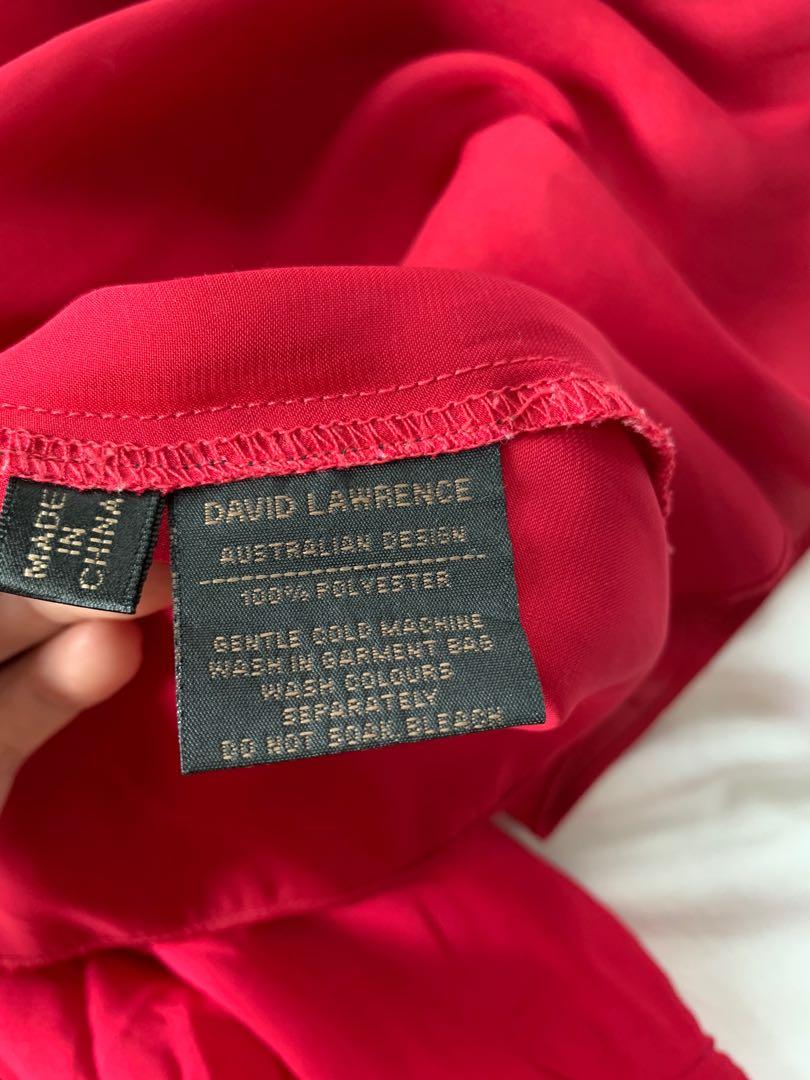 MADE
IN
CHINA
DAVID LAWRENCE
AUSTRALIAN DESIGN
100% POLYESTER
GENTLE COLD MACHINE
WASH IN GARMENT BAG
WASH COLOURS
SEPARATELY
DO NOT SOAK BLEACH